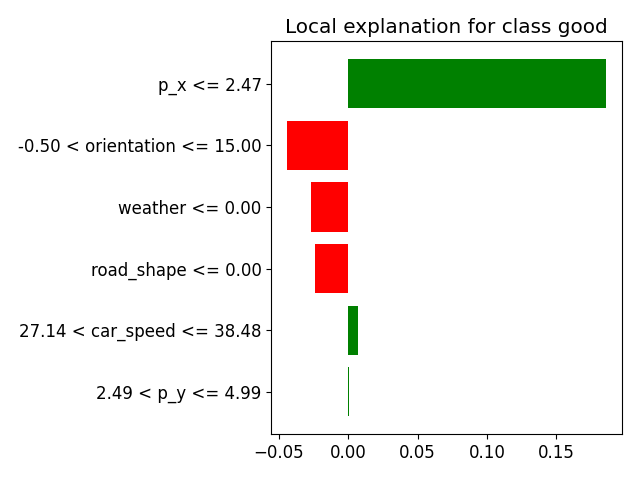 Local explanation for class good
p_x <= 2.47
-0.50 < orientation <= 15.00
weather <= 0.00
road_shape <= 0.00
27.14 < car_speed <= 38.48
2.49 < p_y <= 4.99
−0.05 0.00 0.05 0.10 0.15